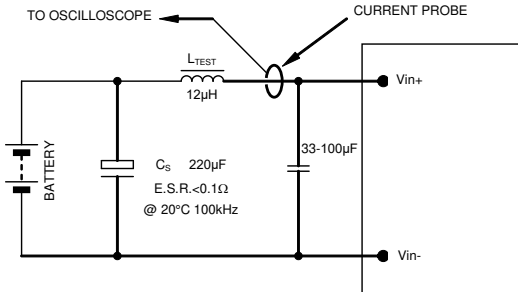 TO OSCILLOSCOPE
CURRENT PROBE
LTEST
12µH
Vin+
BATTERY
CS 220µF
E.S.R.<0.1Ω
@ 20°C 100kHz
33-100µF
Vin-